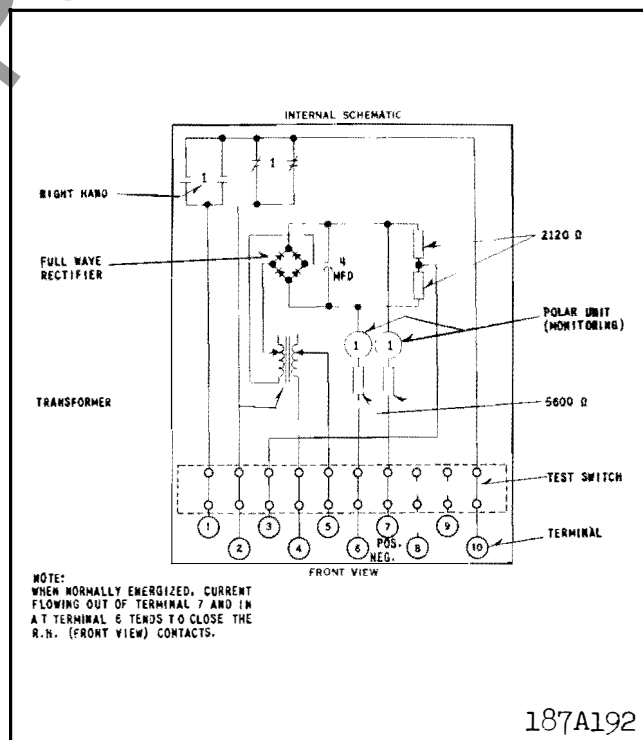 INTERNAL SCHEMATIC
1
1
RIGHT HAND
2120 Ω
FULL WAVE
RECTIFIER
4
MFD
POLAR UNIT
(MONITORING)
1
1
TRANSFORMER
5600 Ω
TEST SWITCH
1
3
5
7
9
2
4
6
POS.
NEG.
8
10
TERMINAL
FRONT VIEW
NOTE:
WHEN NORMALLY ENERGIZED, CURRENT
FLOWING OUT OF TERMINAL 7 AND IN
AT TERMINAL 6 TENDS TO CLOSE THE
R.H. (FRONT VIEW) CONTACTS.
187A192